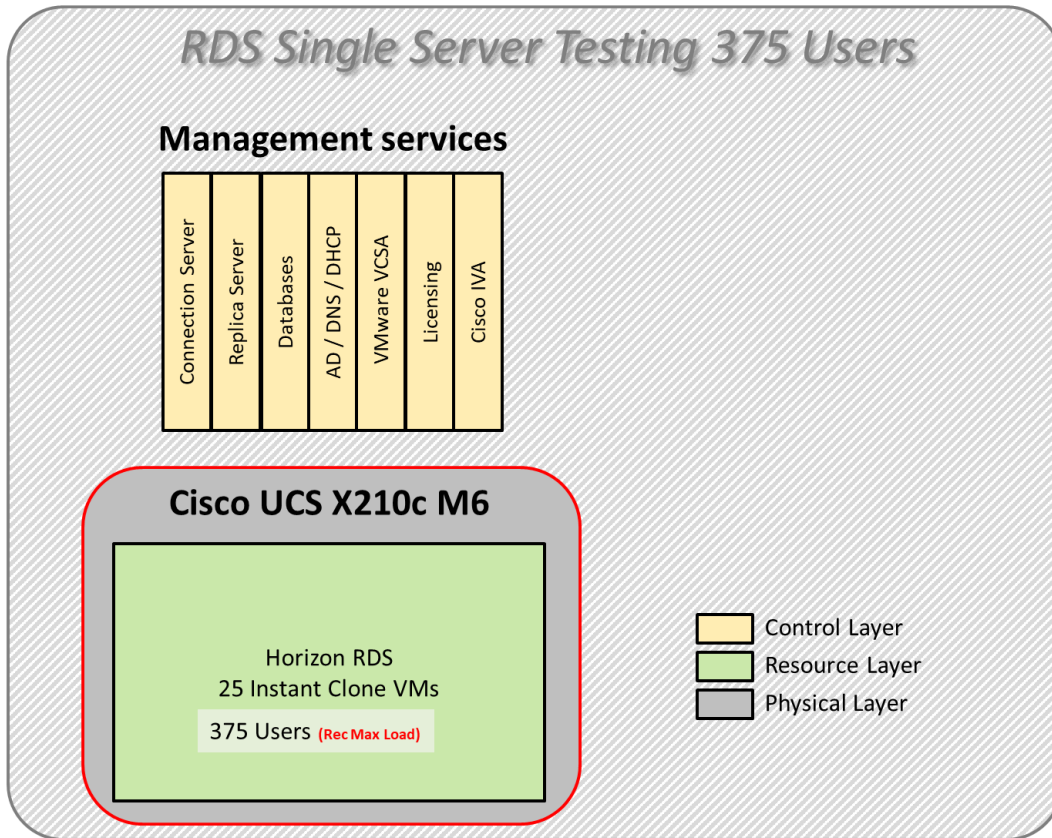 RDS Single Server Testing 375 Users
Management services
Connection Server
Replica Server
Databases
AD / DNS / DHCP
VMware VCSA
Licensing
Cisco IVA
Cisco UCS X210c M6
Horizon RDS
25 Instant Clone VMs
375 Users (Rec Max Load)
Control Layer
Resource Layer
Physical Layer